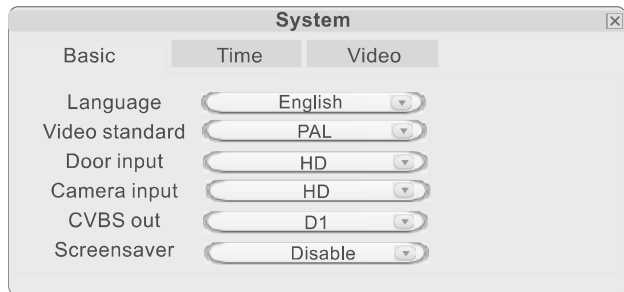 System
Basic Time Video
Language English
Video standard PAL
Door input HD
Camera input HD
CVBS out D1
Screensaver Disable